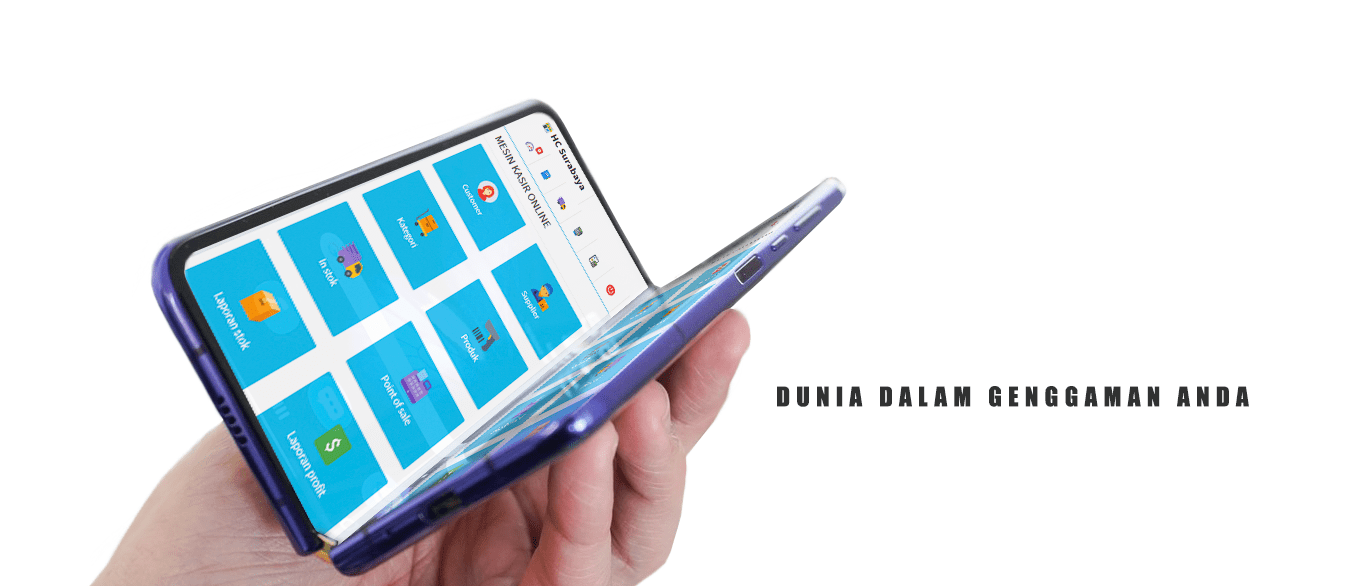 HC Surabaya
MESIN KASIR ONLINE
Customer
Supplier
Kategori
Produk
In stok
Point of sale
Laporan stok
Laporan profit
DUNIA DALAM GENGGAMAN ANDA